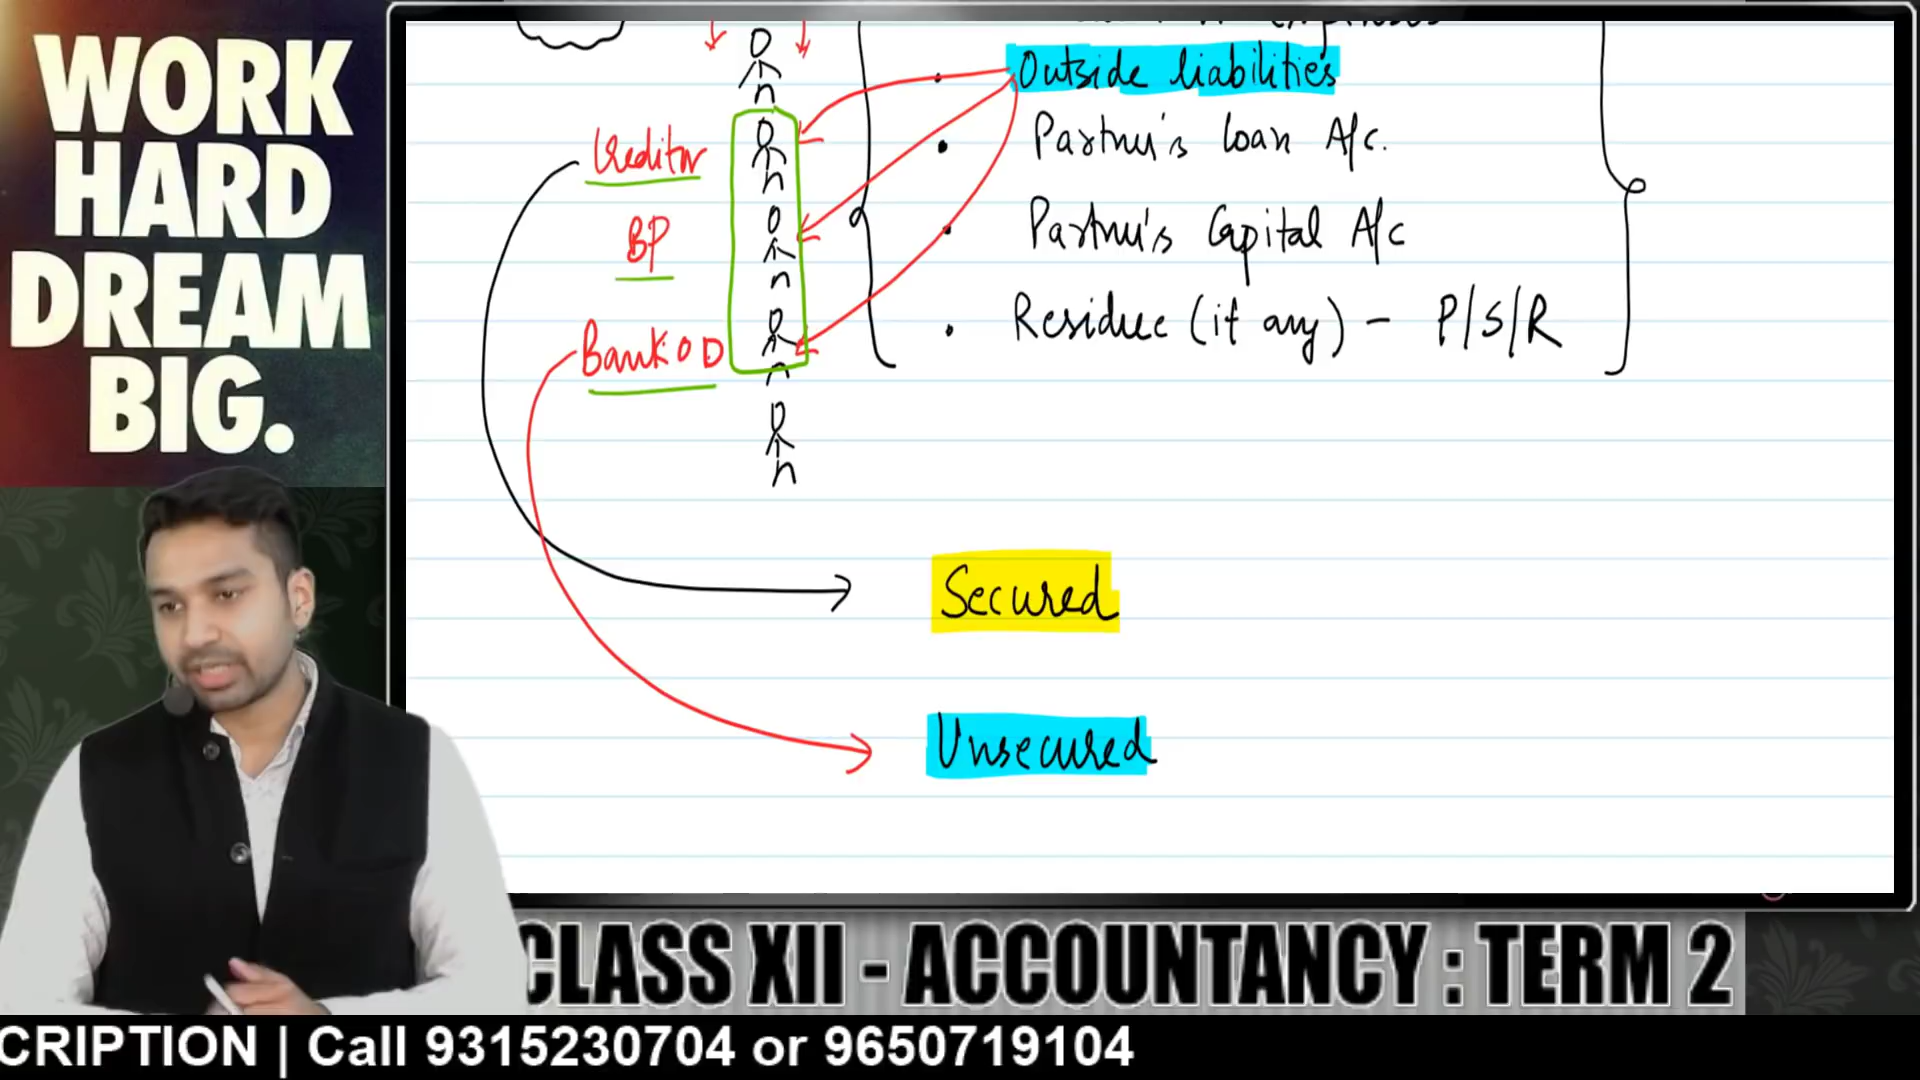 WORK
HARD
DREAM
BIG.
Outside liabilities
Creditor
Partner's loan A/c.
BP
Partner's Capital A/c
Bank O D
Residue (if any) - P/S/R
Secured
Unsecured
CLASS XII - ACCOUNTANCY : TERM 2
CRIPTION | Call 9315230704 or 9650719104